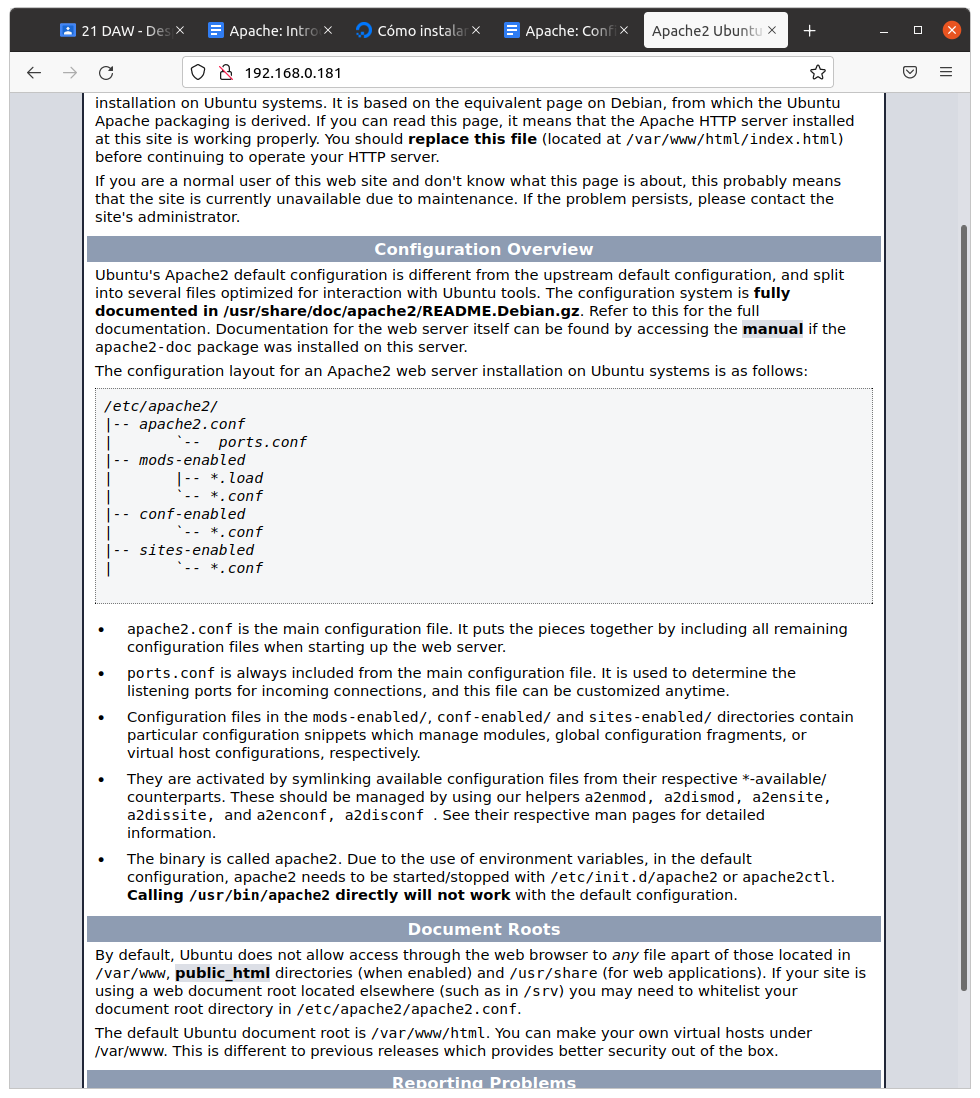 21 DAW - Des
Apache: Intro
Cómo instalar
Apache: Confi
Apache2 Ubuntu
192.168.0.181
installation on Ubuntu systems. It is based on the equivalent page on Debian, from which the Ubuntu
Apache packaging is derived. If you can read this page, it means that the Apache HTTP server installed
at this site is working properly. You should replace this file (located at /var/www/html/index.html)
before continuing to operate your HTTP server.
If you are a normal user of this web site and don't know what this page is about, this probably means
that the site is currently unavailable due to maintenance. If the problem persists, please contact the
site's administrator.
Configuration Overview
Ubuntu's Apache2 default configuration is different from the upstream default configuration, and split
into several files optimized for interaction with Ubuntu tools. The configuration system is fully
documented in /usr/share/doc/apache2/README.Debian.gz. Refer to this for the full
documentation. Documentation for the web server itself can be found by accessing the manual if the
apache2-doc package was installed on this server.
The configuration layout for an Apache2 web server installation on Ubuntu systems is as follows:
/etc/apache2/
|-- apache2.conf
|       `--  ports.conf
|-- mods-enabled
|       |-- *.load
|       `-- *.conf
|-- conf-enabled
|       `-- *.conf
|-- sites-enabled
|       `-- *.conf
• apache2.conf is the main configuration file. It puts the pieces together by including all remaining
configuration files when starting up the web server.
• ports.conf is always included from the main configuration file. It is used to determine the
listening ports for incoming connections, and this file can be customized anytime.
• Configuration files in the mods-enabled/, conf-enabled/ and sites-enabled/ directories contain
particular configuration snippets which manage modules, global configuration fragments, or
virtual host configurations, respectively.
• They are activated by symlinking available configuration files from their respective *-available/
counterparts. These should be managed by using our helpers a2enmod, a2dismod, a2ensite,
a2dissite, and a2enconf, a2disconf . See their respective man pages for detailed
information.
• The binary is called apache2. Due to the use of environment variables, in the default
configuration, apache2 needs to be started/stopped with /etc/init.d/apache2 or apache2ctl.
Calling /usr/bin/apache2 directly will not work with the default configuration.
Document Roots
By default, Ubuntu does not allow access through the web browser to any file apart of those located in
/var/www, public_html directories (when enabled) and /usr/share (for web applications). If your site is
using a web document root located elsewhere (such as in /srv) you may need to whitelist your
document root directory in /etc/apache2/apache2.conf.
The default Ubuntu document root is /var/www/html. You can make your own virtual hosts under
/var/www. This is different to previous releases which provides better security out of the box.
Reporting Problems